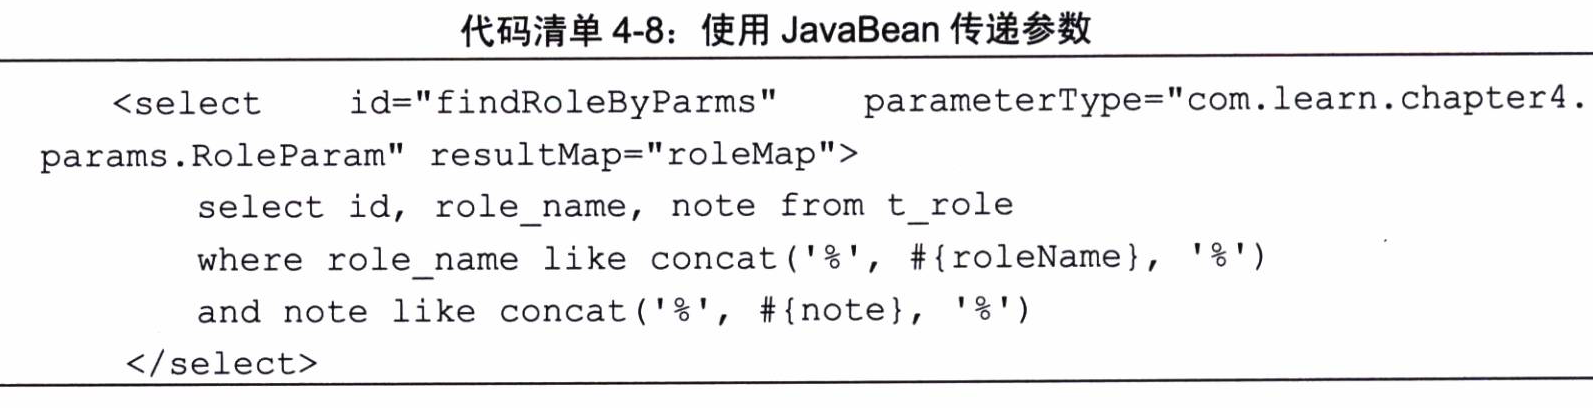 代码清单 4-8：使用 JavaBean 传递参数
<select id="findRoleByParms" parameterType="com.learn.chapter4.
params.RoleParam" resultMap="roleMap">
select id, role_name, note from t_role
where role_name like concat('%', #{roleName}, '%')
and note like concat('%', #{note}, '%')
</select>